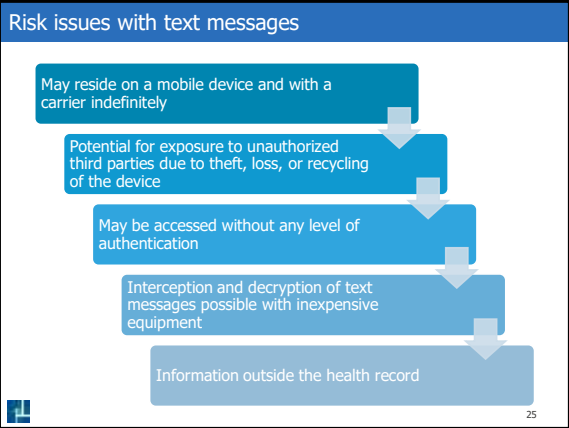 Risk issues with text messages
May reside on a mobile device and with a
carrier indefinitely
Potential for exposure to unauthorized
third parties due to theft, loss, or recycling
of the device
May be accessed without any level of
authentication
Interception and decryption of text
messages possible with inexpensive
equipment
Information outside the health record
25